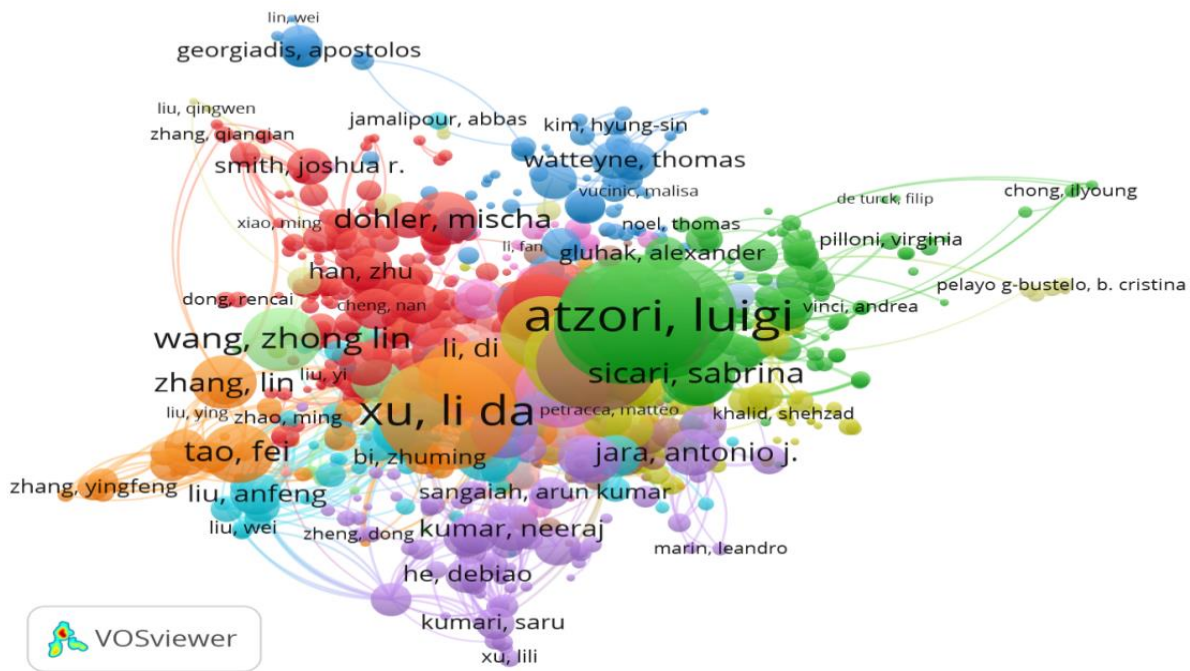 lin, wei
georgiadis, apostolos
liu, qingwen
jamalipour, abbas
kim, hyung-sin
zhang, qianqian
smith, joshua r.
watteyne, thomas
vucinic, malisa
chong, ilyoung
de turck, filip
xiao, ming
dohler, mischa
noel, thomas
li, fan
gluhak, alexander
pilloni, virginia
han, zhu
pelayo g-bustelo, b. cristina
dong, rencai
cheng, nan
vinci, andrea
atzori, luigi
wang, zhong lin
li, di
zhang, lin
liu, yi
sicari, sabrina
liu, ying
zhao, ming
xu, li da
petracca, matteo
khalid, shehzad
tao, fei
bi, zhuming
jara, antonio j.
zhang, yingfeng
liu, anfeng
sangaiah, arun kumar
liu, wei
zheng, dong
kumar, neeraj
marin, leandro
he, debiao
kumari, saru
VOSviewer
xu, lili